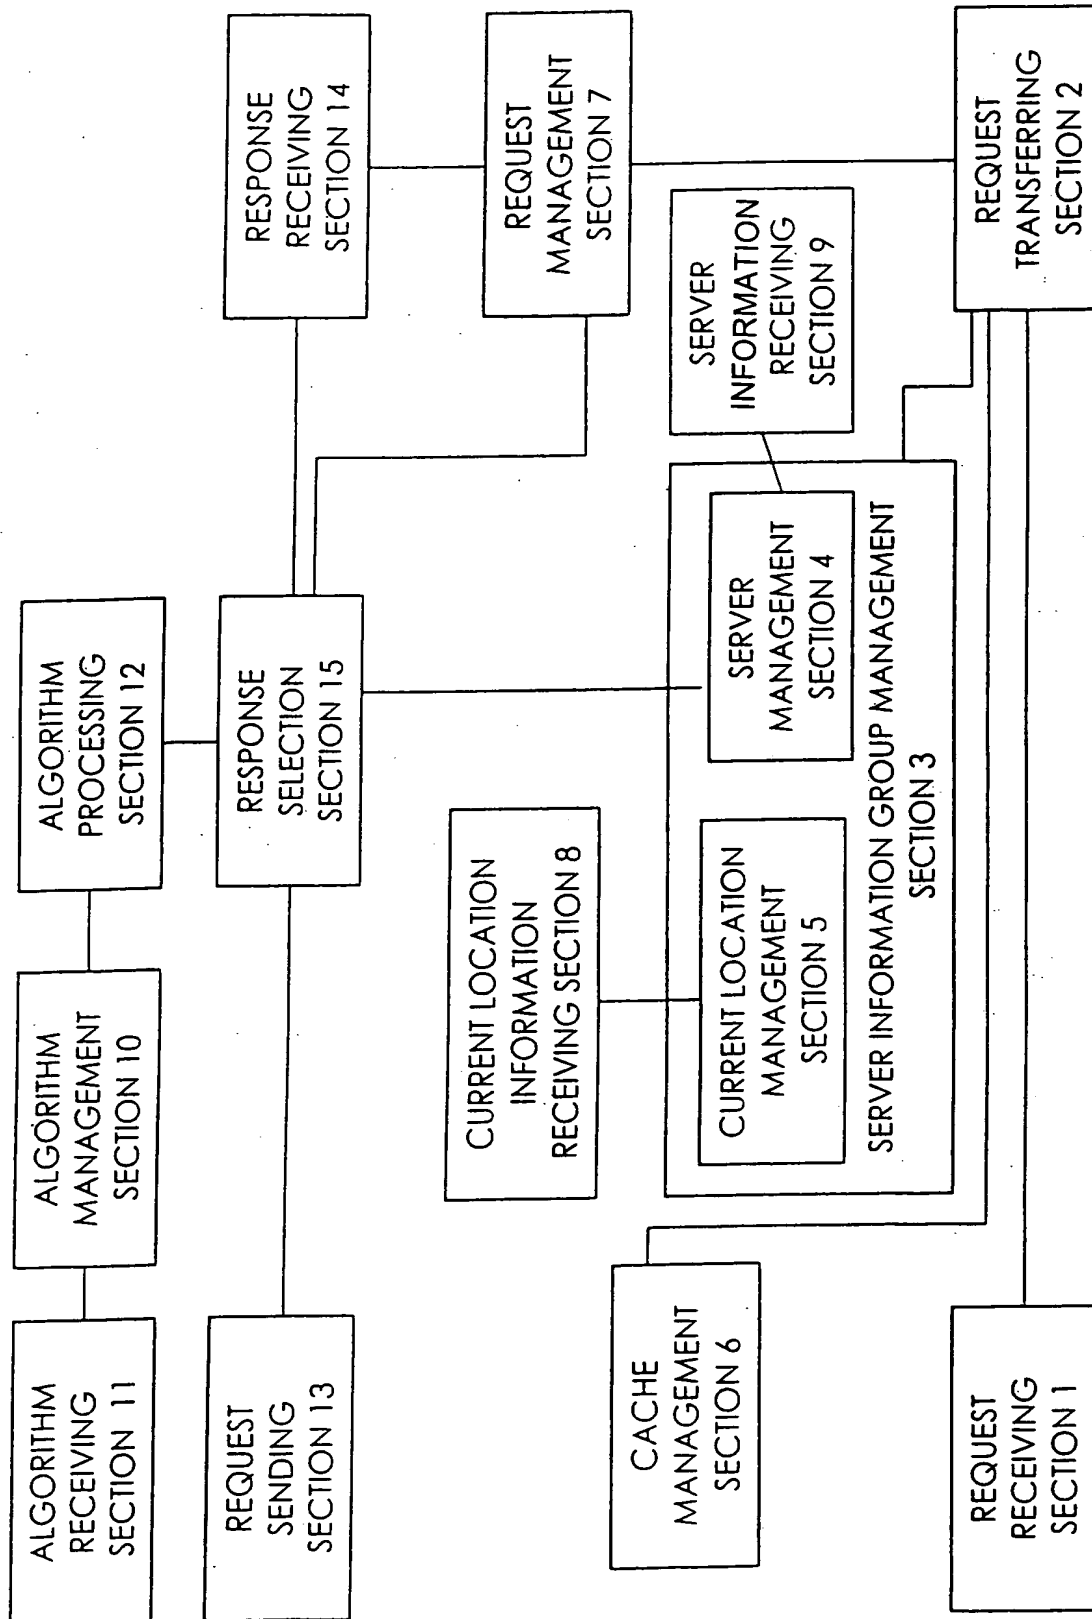 ALGORITHM
RECEIVING
SECTION 11
ALGORITHM
MANAGEMENT
SECTION 10
ALGORITHM
PROCESSING
SECTION 12
REQUEST
SENDING
SECTION 13
RESPONSE
SELECTION
SECTION 15
RESPONSE
RECEIVING
SECTION 14
CURRENT LOCATION
INFORMATION
RECEIVING SECTION 8
REQUEST
MANAGEMENT
SECTION 7
CACHE
MANAGEMENT
SECTION 6
CURRENT LOCATION
MANAGEMENT
SECTION 5
SERVER
MANAGEMENT
SECTION 4
SERVER
INFORMATION
RECEIVING
SECTION 9
SERVER INFORMATION GROUP MANAGEMENT
SECTION 3
REQUEST
RECEIVING
SECTION 1
REQUEST
TRANSFERRING
SECTION 2